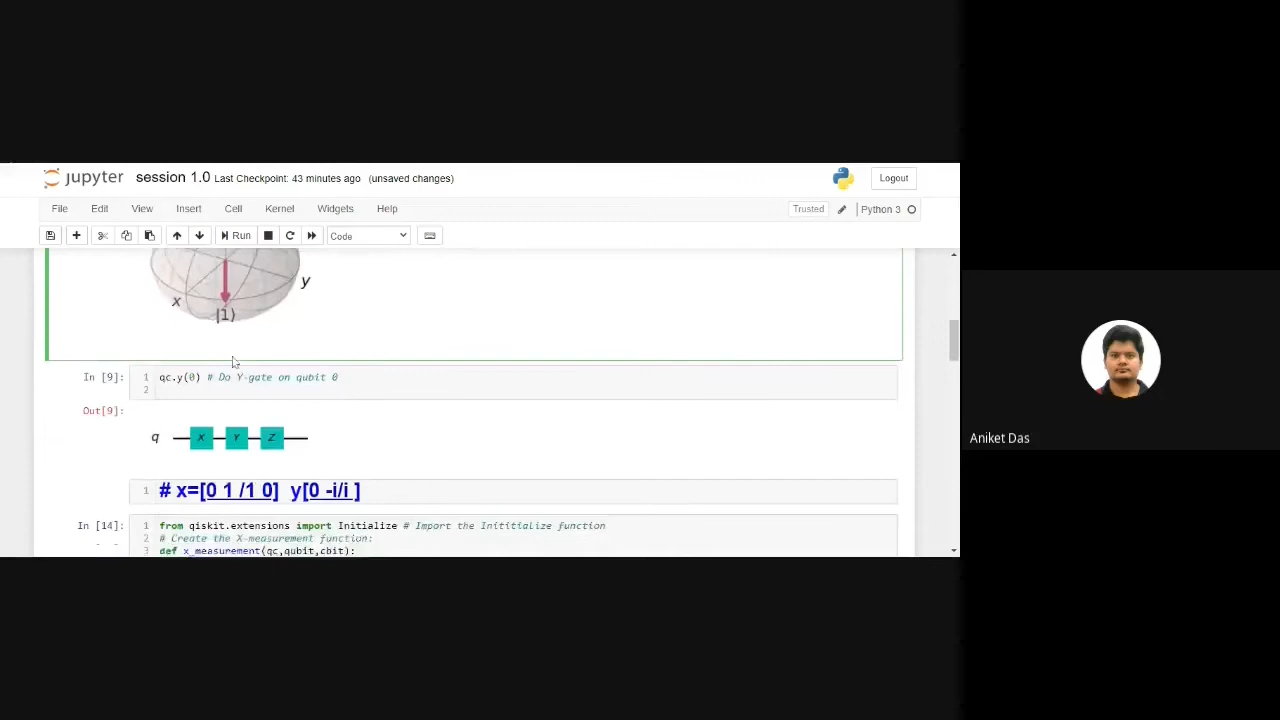 jupyter session 1.0 Last Checkpoint: 43 minutes ago (unsaved changes) Logout
File Edit View Insert Cell Kernel Widgets Help Trusted Python 3
Run Code
y
x
|1⟩
In [9]: 1 qc.y(0) # Do Y-gate on qubit 0
2
Out[9]:
q X Y Z
1 # x=[0 1 /1 0] y[0 -i/i ]
In [14]: 1 from qiskit.extensions import Initialize # Import the Inititialize function
2 # Create the X-measurement function:
3 def x_measurement(qc,qubit,cbit):
Aniket Das